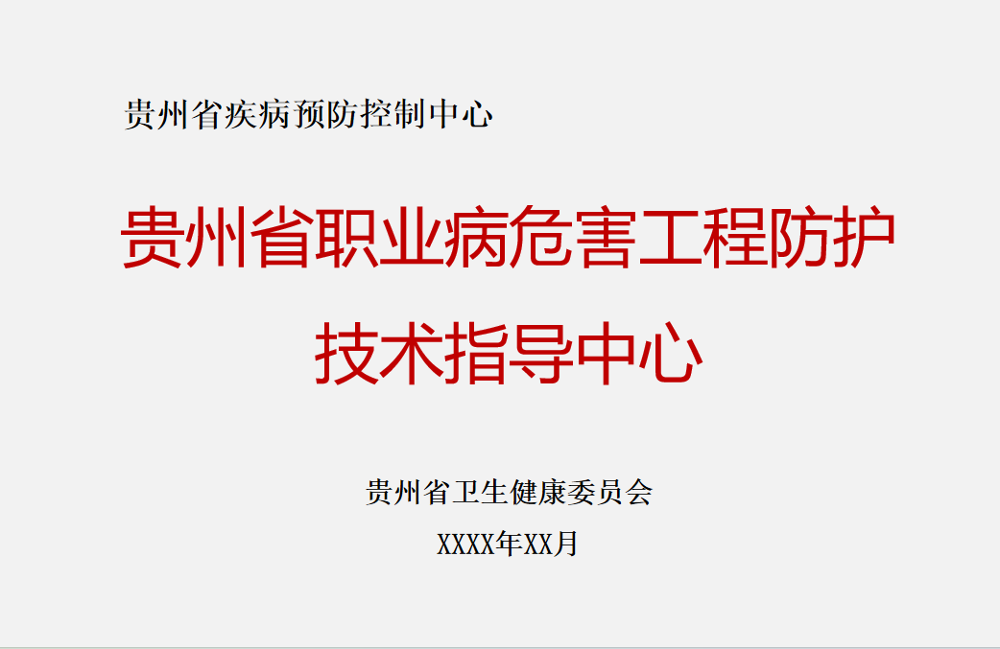 贵州省疾病预防控制中心
贵州省职业病危害工程防护
技术指导中心
贵州省卫生健康委员会
XXXX年XX月